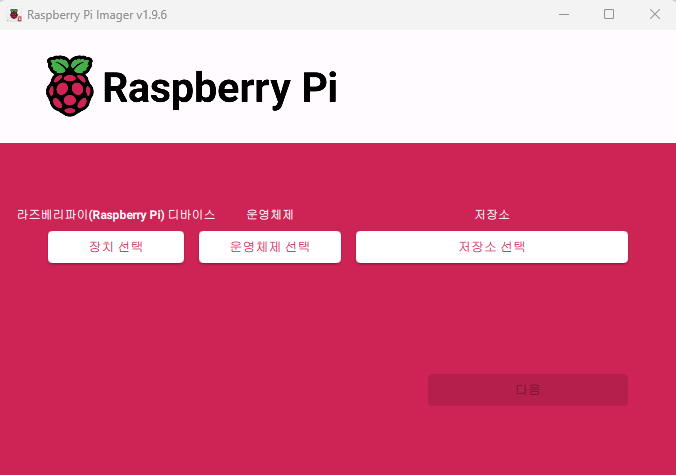 Raspberry Pi Imager v1.9.6
Raspberry Pi
라즈베리파이(Raspberry Pi) 디바이스
운영체제
저장소
장치 선택
운영체제 선택
저장소 선택
다음